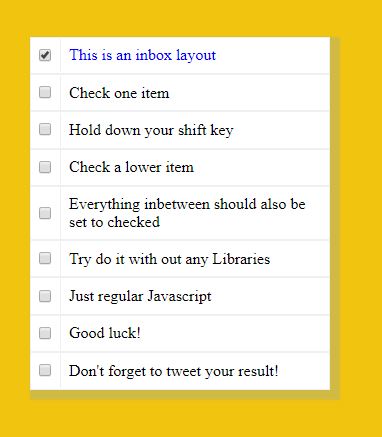 This is an inbox layout
Check one item
Hold down your shift key
Check a lower item
Everything inbetween should also be
set to checked
Try do it with out any Libraries
Just regular Javascript
Good luck!
Don't forget to tweet your result!